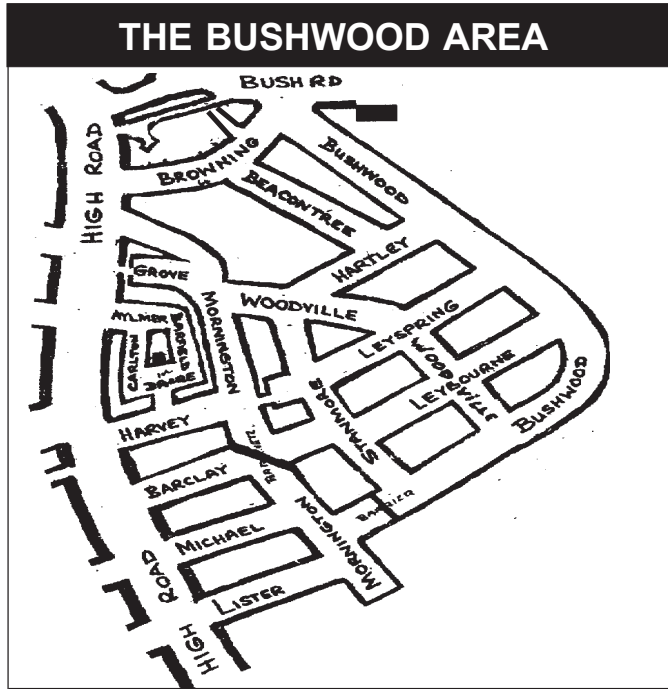 THE BUSHWOOD AREA
BUSH RD
HIGH ROAD
BROWNING
BUSHWOOD
BEACONTREE
HARTLEY
GROVE
MORNINGTON
WOODVILLE
AYLMER
CARLTON
LEYSPRING
LEYBOURNE
BUSHWOOD
STANMORE
HARVEY
BARCLAY
BARRIER
MICHAEL
MORNINGTON
LISTER
HIGH ROAD